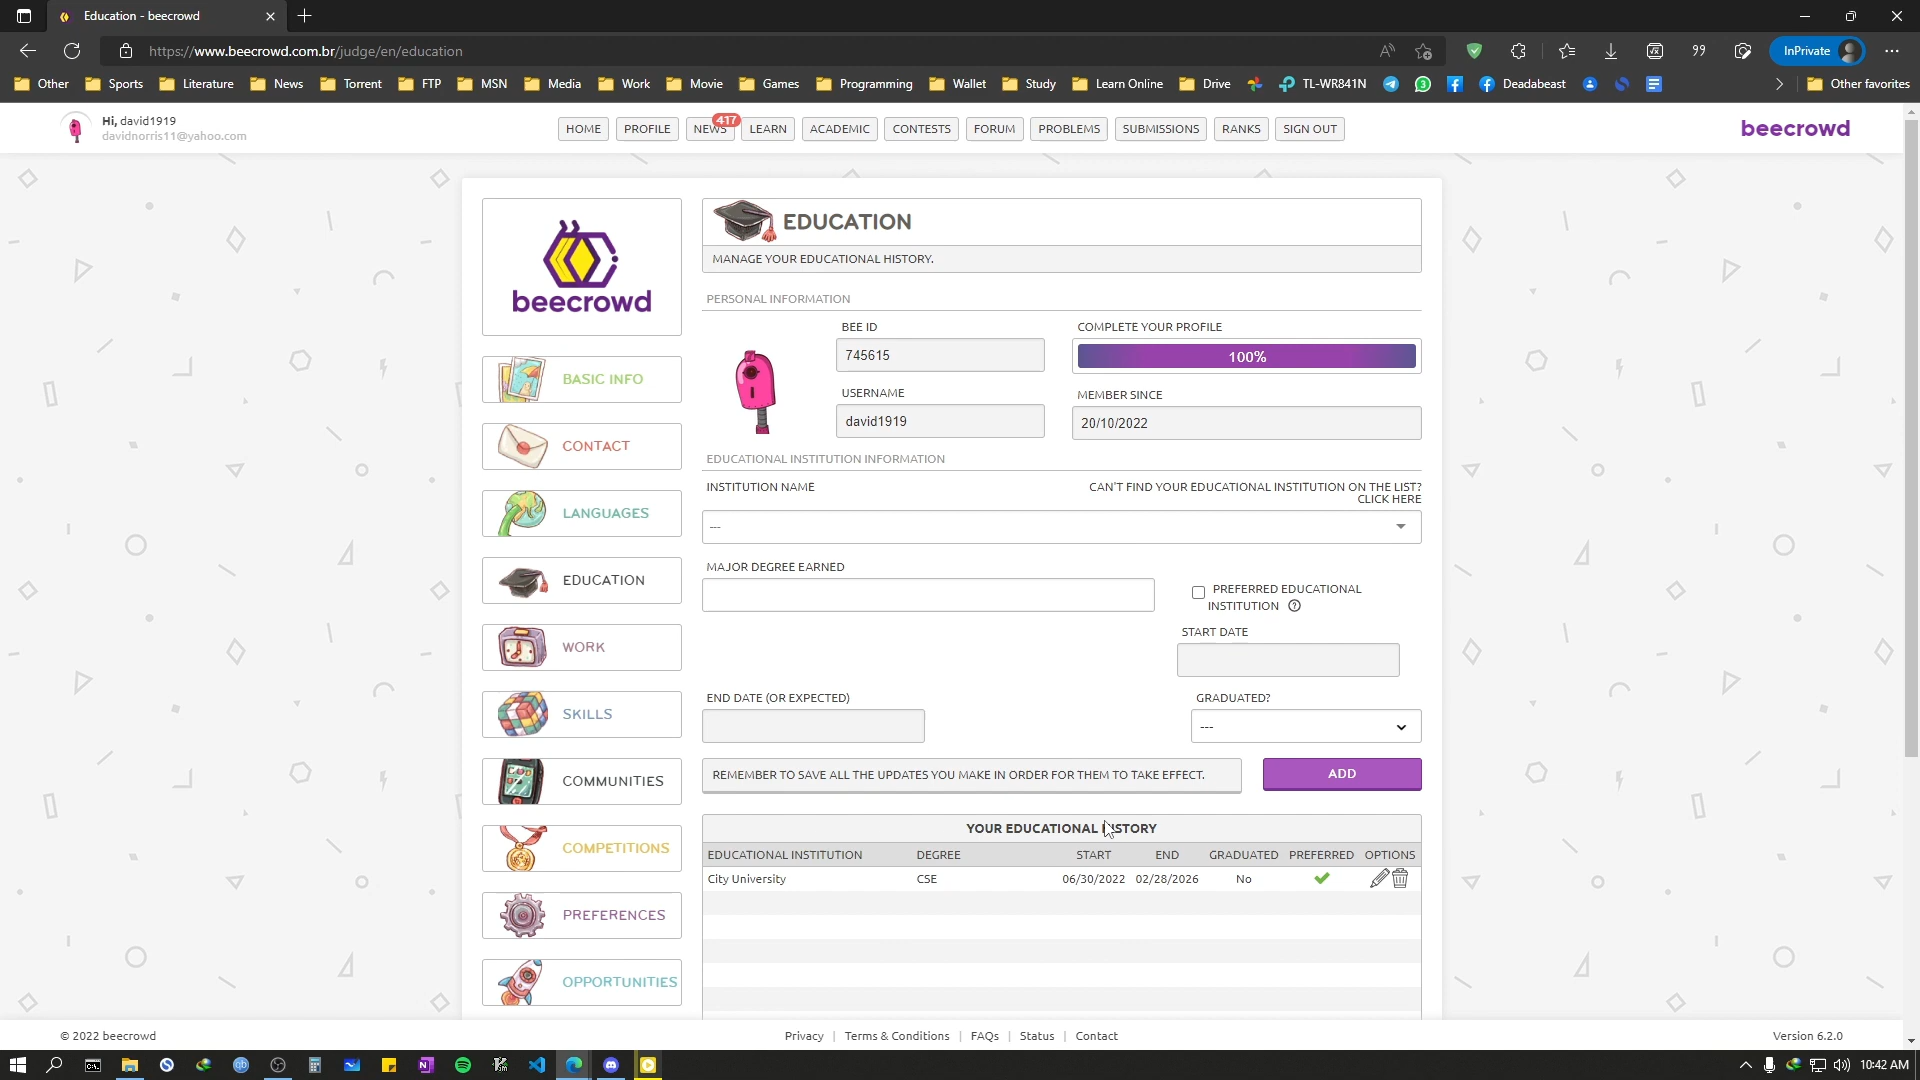 Education - beecrowd
https://www.beecrowd.com.br/judge/en/education
InPrivate
Other
Sports
Literature
News
Torrent
FTP
MSN
Media
Work
Movie
Games
Programming
Wallet
Study
Learn Online
Drive
TL-WR841N
Deadabeast
Other favorites
Hi, david1919
davidnorris11@yahoo.com
HOME
PROFILE
NEWS
417
LEARN
ACADEMIC
CONTESTS
FORUM
PROBLEMS
SUBMISSIONS
RANKS
SIGN OUT
beecrowd
beecrowd
BASIC INFO
CONTACT
LANGUAGES
EDUCATION
WORK
SKILLS
COMMUNITIES
COMPETITIONS
PREFERENCES
OPPORTUNITIES
EDUCATION
MANAGE YOUR EDUCATIONAL HISTORY.
PERSONAL INFORMATION
BEE ID
745615
COMPLETE YOUR PROFILE
100%
USERNAME
david1919
MEMBER SINCE
20/10/2022
EDUCATIONAL INSTITUTION INFORMATION
INSTITUTION NAME
CAN'T FIND YOUR EDUCATIONAL INSTITUTION ON THE LIST?
CLICK HERE
---
MAJOR DEGREE EARNED
PREFERRED EDUCATIONAL
INSTITUTION
START DATE
END DATE (OR EXPECTED)
GRADUATED?
---
REMEMBER TO SAVE ALL THE UPDATES YOU MAKE IN ORDER FOR THEM TO TAKE EFFECT.
ADD
YOUR EDUCATIONAL HISTORY
EDUCATIONAL INSTITUTION DEGREE START END GRADUATED PREFERRED OPTIONS
City University CSE 06/30/2022 02/28/2026 No
© 2022 beecrowd
Privacy | Terms & Conditions | FAQs | Status | Contact
Version 6.2.0
10:42 AM